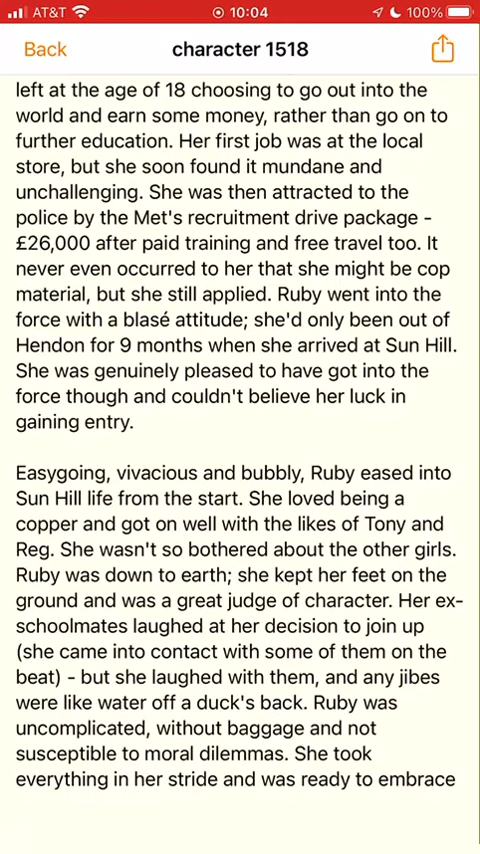 AT&T 10:04 100%
Back character 1518
left at the age of 18 choosing to go out into the
world and earn some money, rather than go on to
further education. Her first job was at the local
store, but she soon found it mundane and
unchallenging. She was then attracted to the
police by the Met's recruitment drive package -
£26,000 after paid training and free travel too. It
never even occurred to her that she might be cop
material, but she still applied. Ruby went into the
force with a blasé attitude; she'd only been out of
Hendon for 9 months when she arrived at Sun Hill.
She was genuinely pleased to have got into the
force though and couldn't believe her luck in
gaining entry.
Easygoing, vivacious and bubbly, Ruby eased into
Sun Hill life from the start. She loved being a
copper and got on well with the likes of Tony and
Reg. She wasn't so bothered about the other girls.
Ruby was down to earth; she kept her feet on the
ground and was a great judge of character. Her ex-
schoolmates laughed at her decision to join up
(she came into contact with some of them on the
beat) - but she laughed with them, and any jibes
were like water off a duck's back. Ruby was
uncomplicated, without baggage and not
susceptible to moral dilemmas. She took
everything in her stride and was ready to embrace